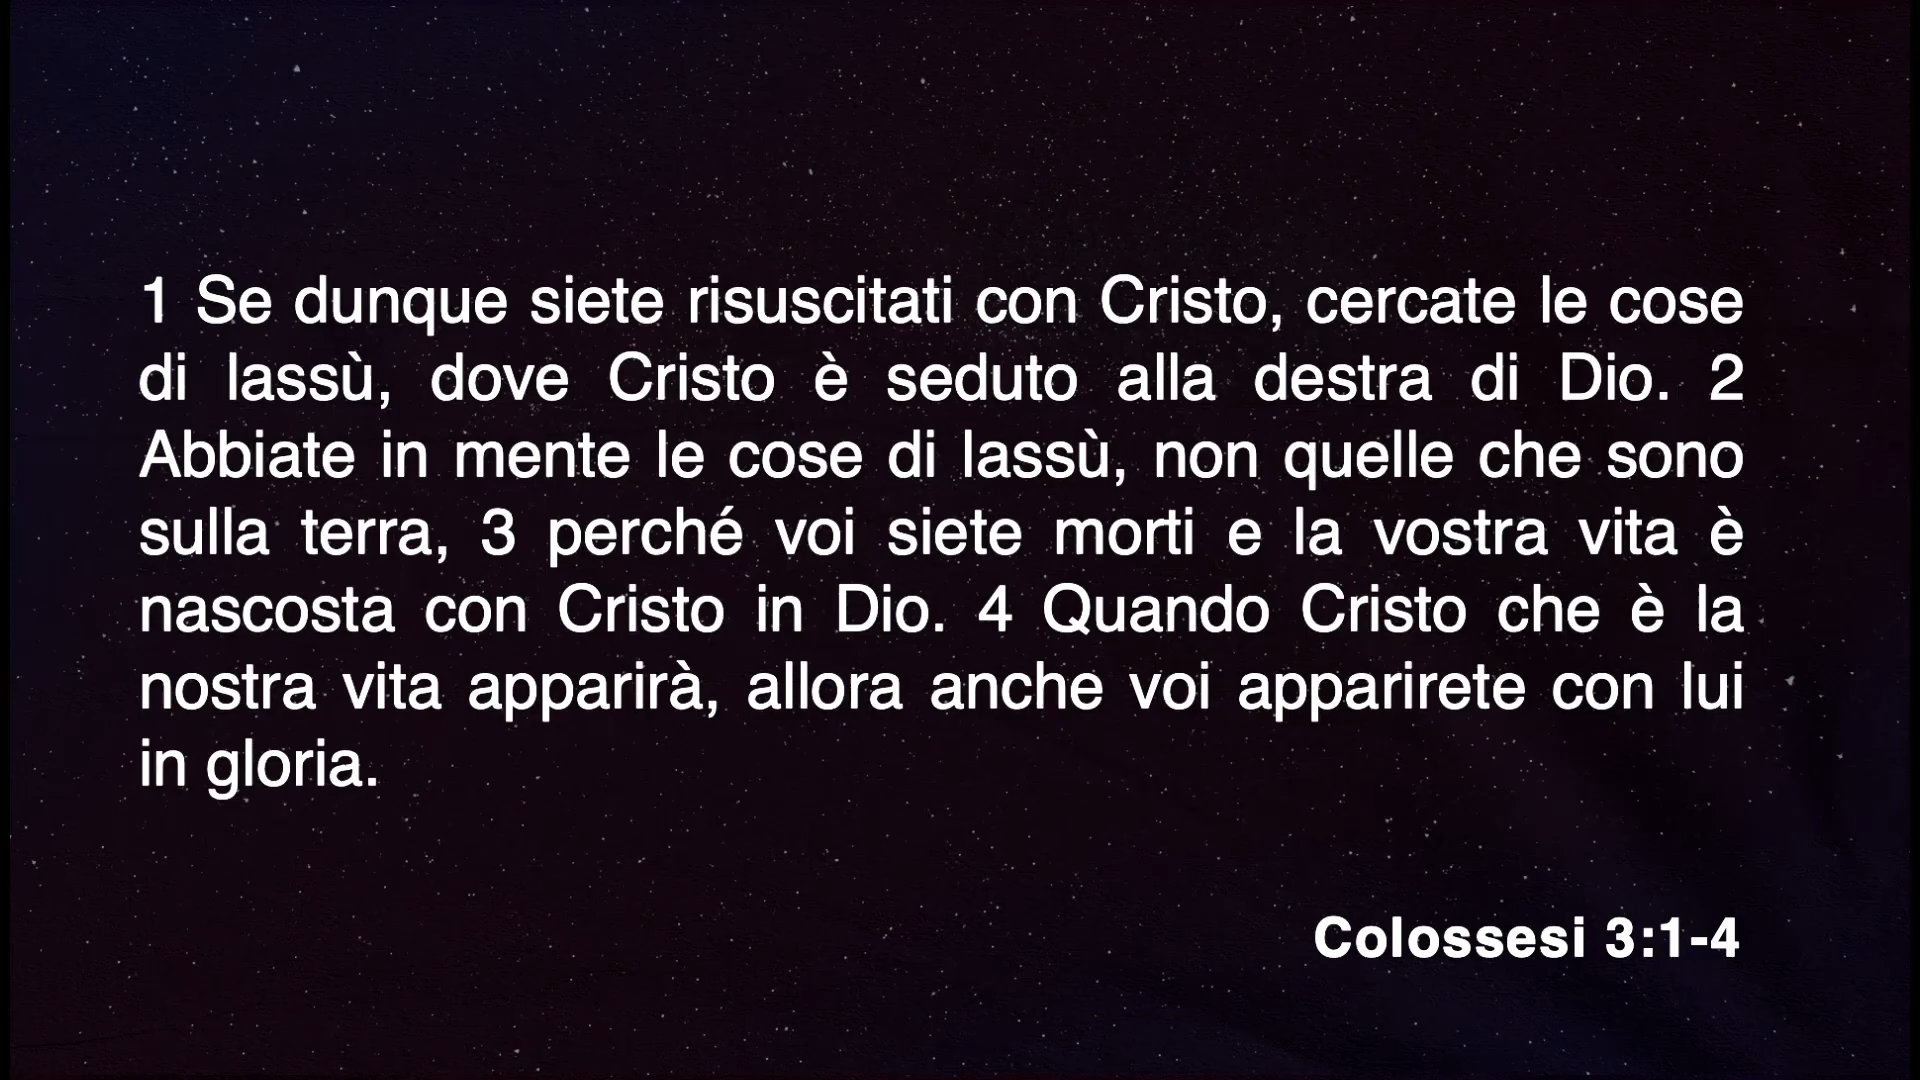 1 Se dunque siete risuscitati con Cristo, cercate le cose
di lassù, dove Cristo è seduto alla destra di Dio. 2
Abbiate in mente le cose di lassù, non quelle che sono
sulla terra, 3 perché voi siete morti e la vostra vita è
nascosta con Cristo in Dio. 4 Quando Cristo che è la
nostra vita apparirà, allora anche voi apparirete con lui
in gloria.
Colossesi 3:1-4